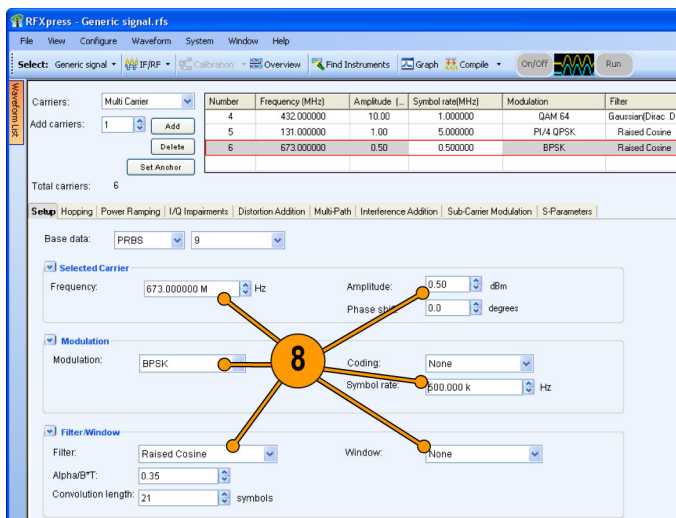 RFXpress - Generic signal.rfs
File View Configure Waveform System Window Help
Select: Generic signal IF/RF Calibration Overview Find Instruments Graph Compile On/Off Run
Waveform List
Carriers: Multi Carrier
Add carriers: 1 Add
Delete
Set Anchor
Total carriers: 6
Number Frequency (MHz) Amplitude (... Symbol rate(MHz) Modulation Filter
4 432.000000 10.00 1.000000 QAM 64 Gaussian(Dirac D
5 131.000000 1.00 5.000000 PI/4 QPSK Raised Cosine
6 673.000000 0.50 0.500000 BPSK Raised Cosine
Setup Hopping Power Ramping I/Q Impairments Distortion Addition Multi-Path Interference Addition Sub-Carrier Modulation S-Parameters
Base data: PRBS 9
Selected Carrier
Frequency: 673.000000 M Hz Amplitude: 0.50 dBm
Phase shift: 0.0 degrees
8
Modulation
Modulation: BPSK Coding: None
Symbol rate: 500.000 k Hz
Filter/Window
Filter: Raised Cosine Window: None
Alpha/B*T: 0.35
Convolution length: 21 symbols